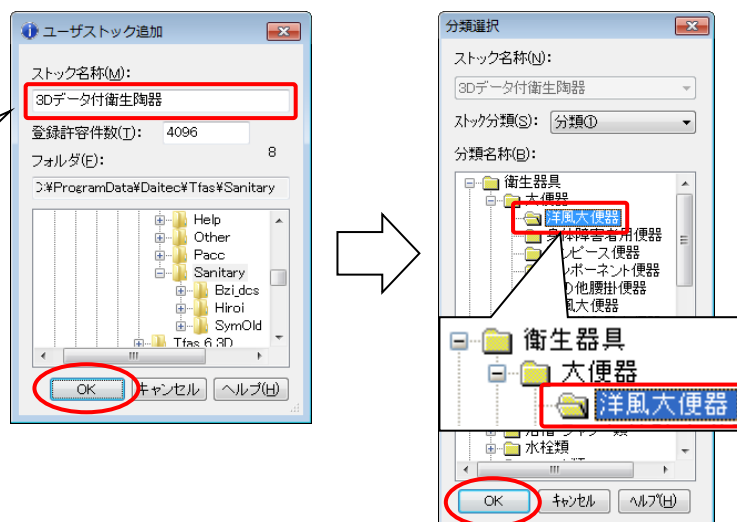 ユーザストック追加
ストック名称(M):
3Dデータ付衛生陶器
登録許容件数(T): 4096
8
フォルダ(F):
:¥ProgramData¥Daitec¥Tfas¥Sanitary
Help
Other
Pacc
Sanitary
Bzi_dcs
Hiroi
SymOld
Tfas 6 3D
OK キャンセル ヘルプ(H)
分類選択
ストック名称(N):
3Dデータ付衛生陶器
ストック分類(S): 分類①
分類名称(B):
衛生器具
大便器
洋風大便器
身体障害者用便器
ピース便器
ポーネント便器
の他腰掛便器
風大便器
衛生器具
大便器
洋風大便器
水栓類
OK キャンセル ヘルプ(H)